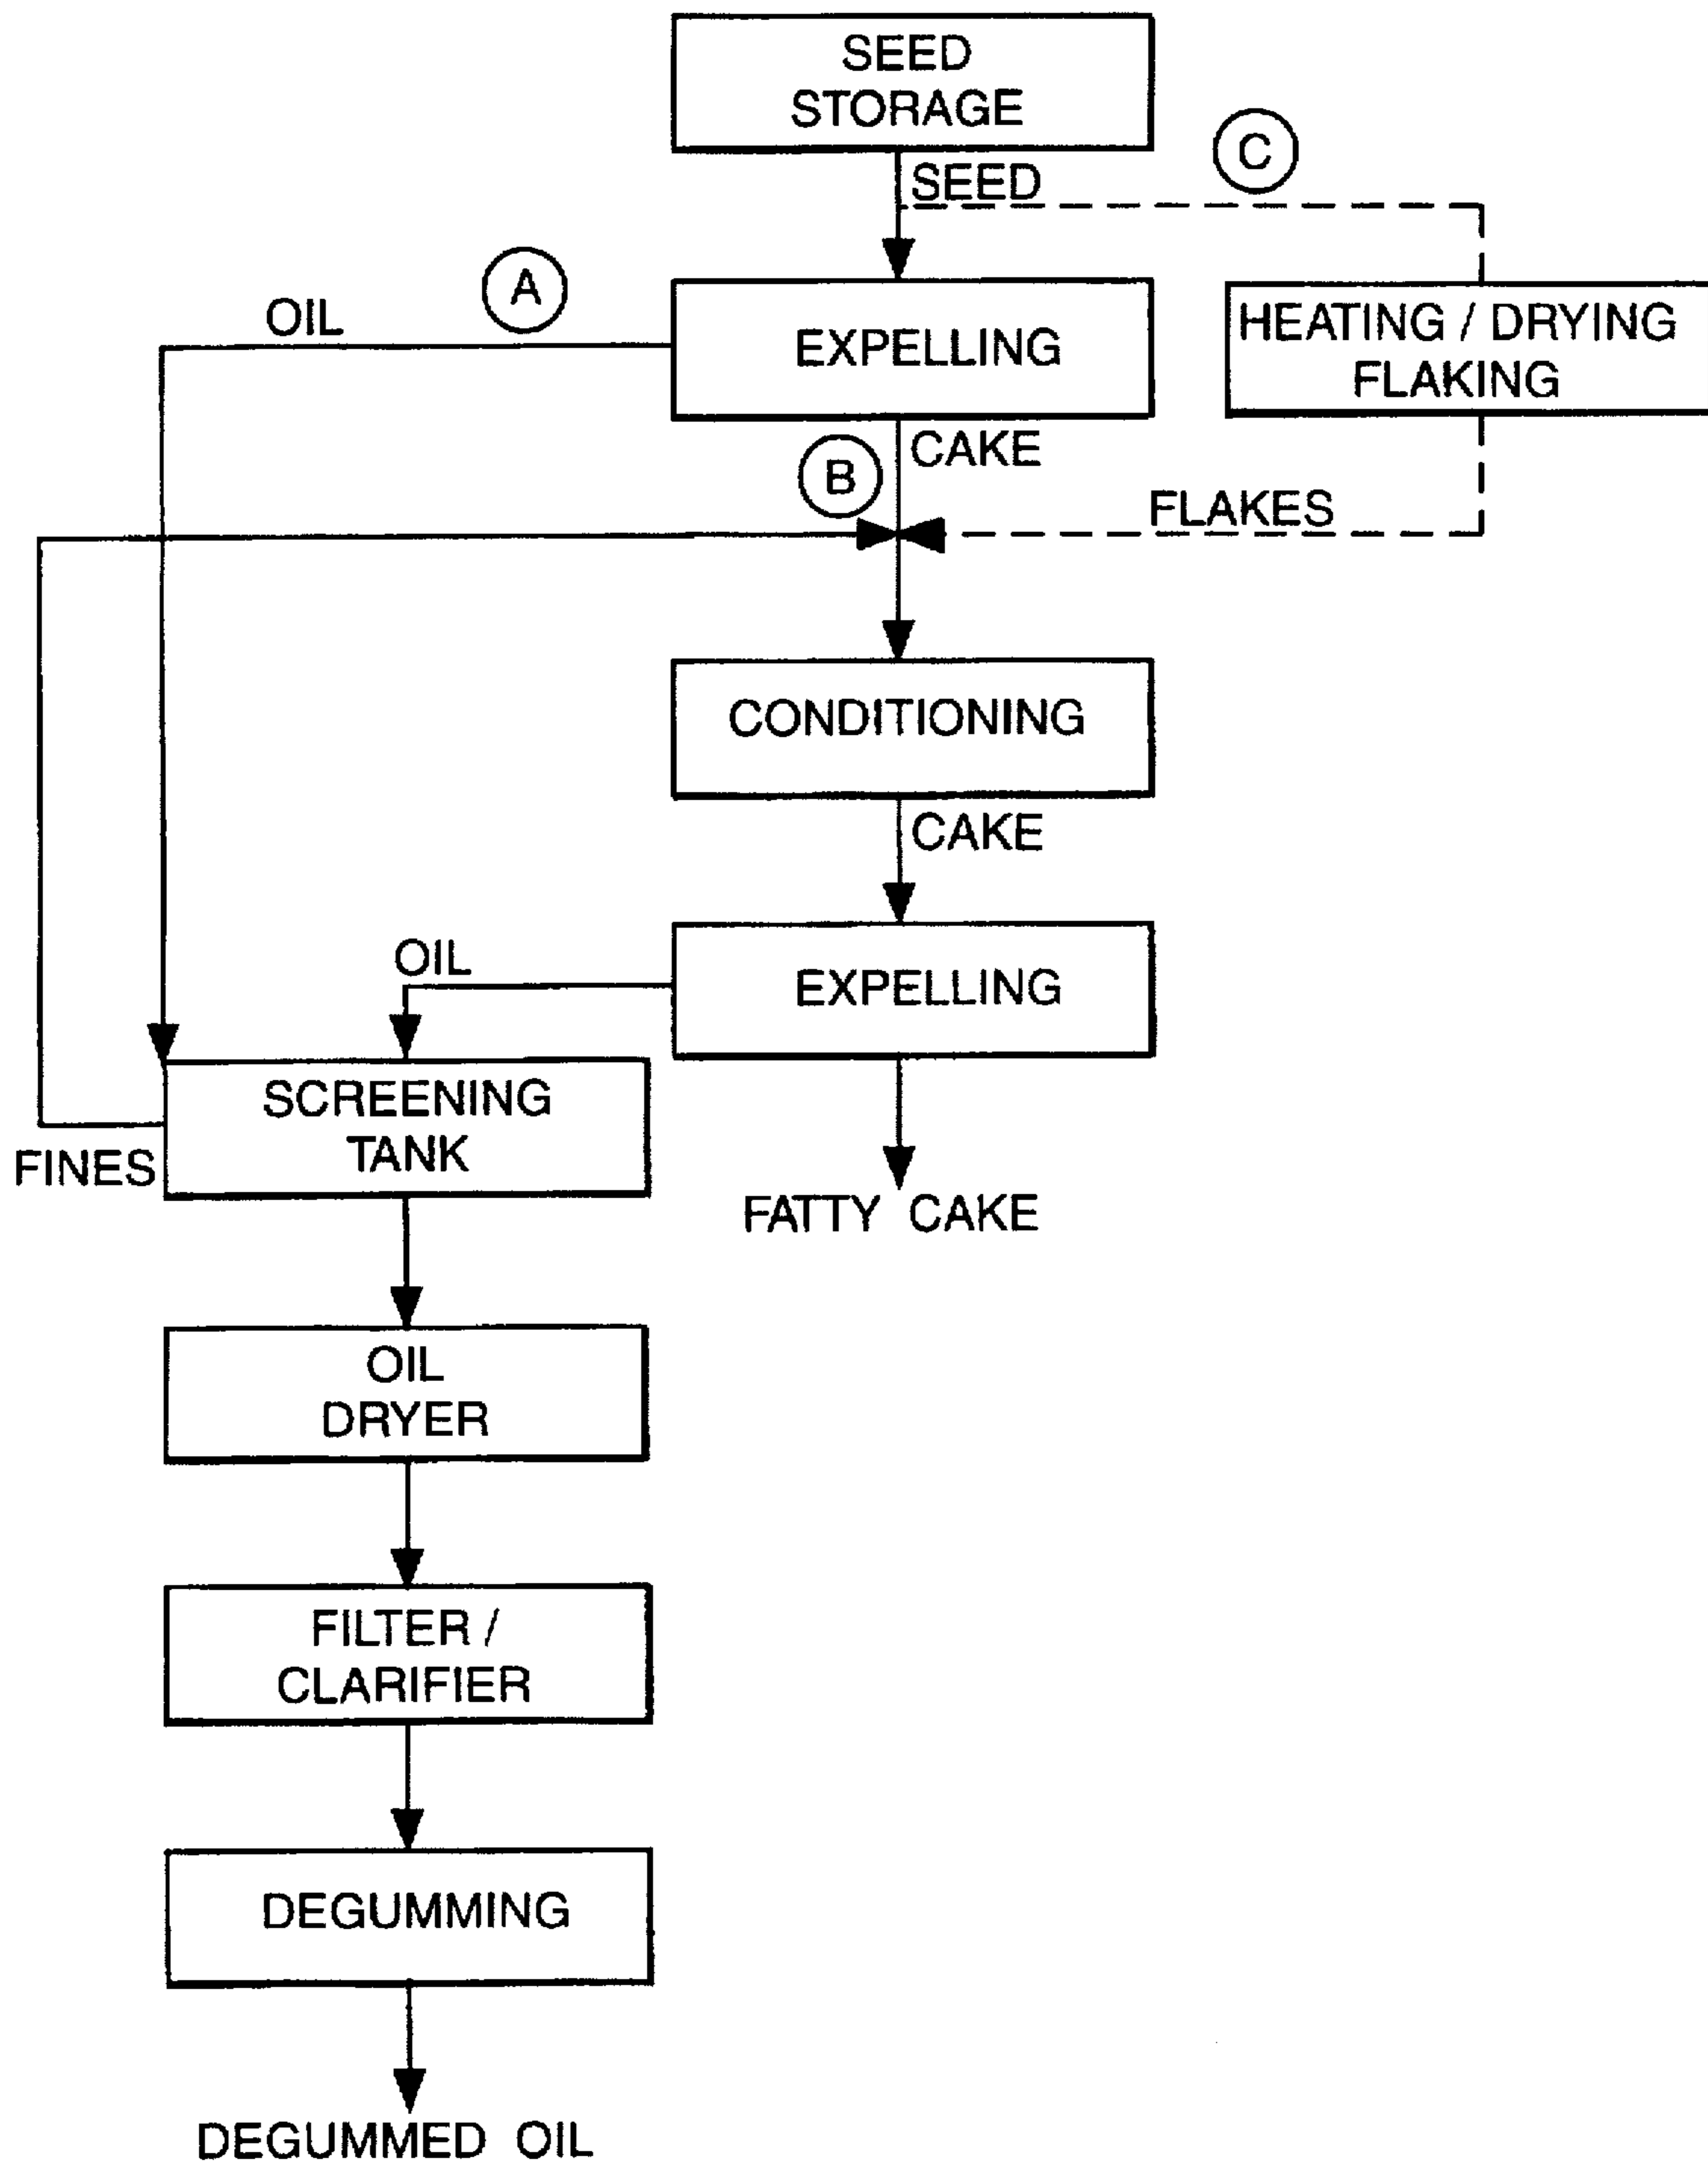 SEED
STORAGE
SEED
C
A
OIL
EXPELLING
HEATING / DRYING
FLAKING
CAKE
B
FLAKES
CONDITIONING
CAKE
OIL
EXPELLING
SCREENING
TANK
FINES
FATTY CAKE
OIL
DRYER
FILTER /
CLARIFIER
DEGUMMING
DEGUMMED OIL